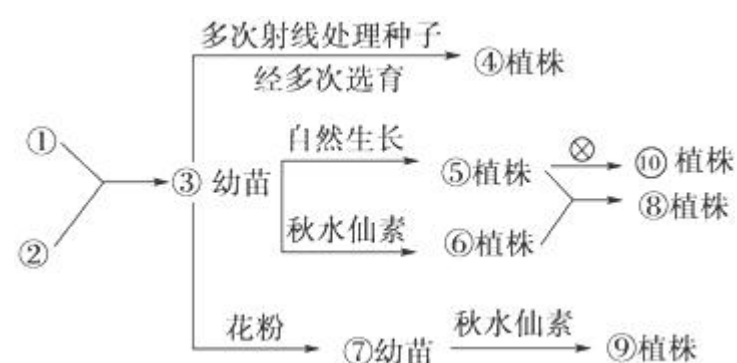 多次射线处理种子
④植株
经多次选育
①
自然生长
⊗
③ 幼苗
⑤植株
⑩ 植株
⑧植株
②
秋水仙素
⑥植株
花粉
⑦幼苗
秋水仙素
⑨植株